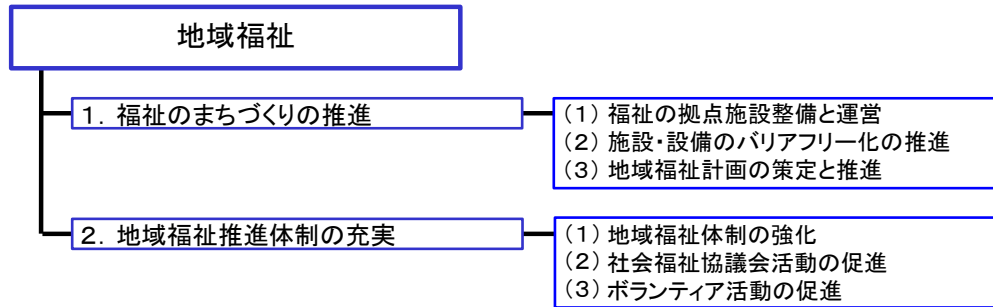 地域福祉
1．福祉のまちづくりの推進
（1）福祉の拠点施設整備と運営
（2）施設・設備のバリアフリー化の推進
（3）地域福祉計画の策定と推進
2．地域福祉推進体制の充実
（1）地域福祉体制の強化
（2）社会福祉協議会活動の促進
（3）ボランティア活動の促進